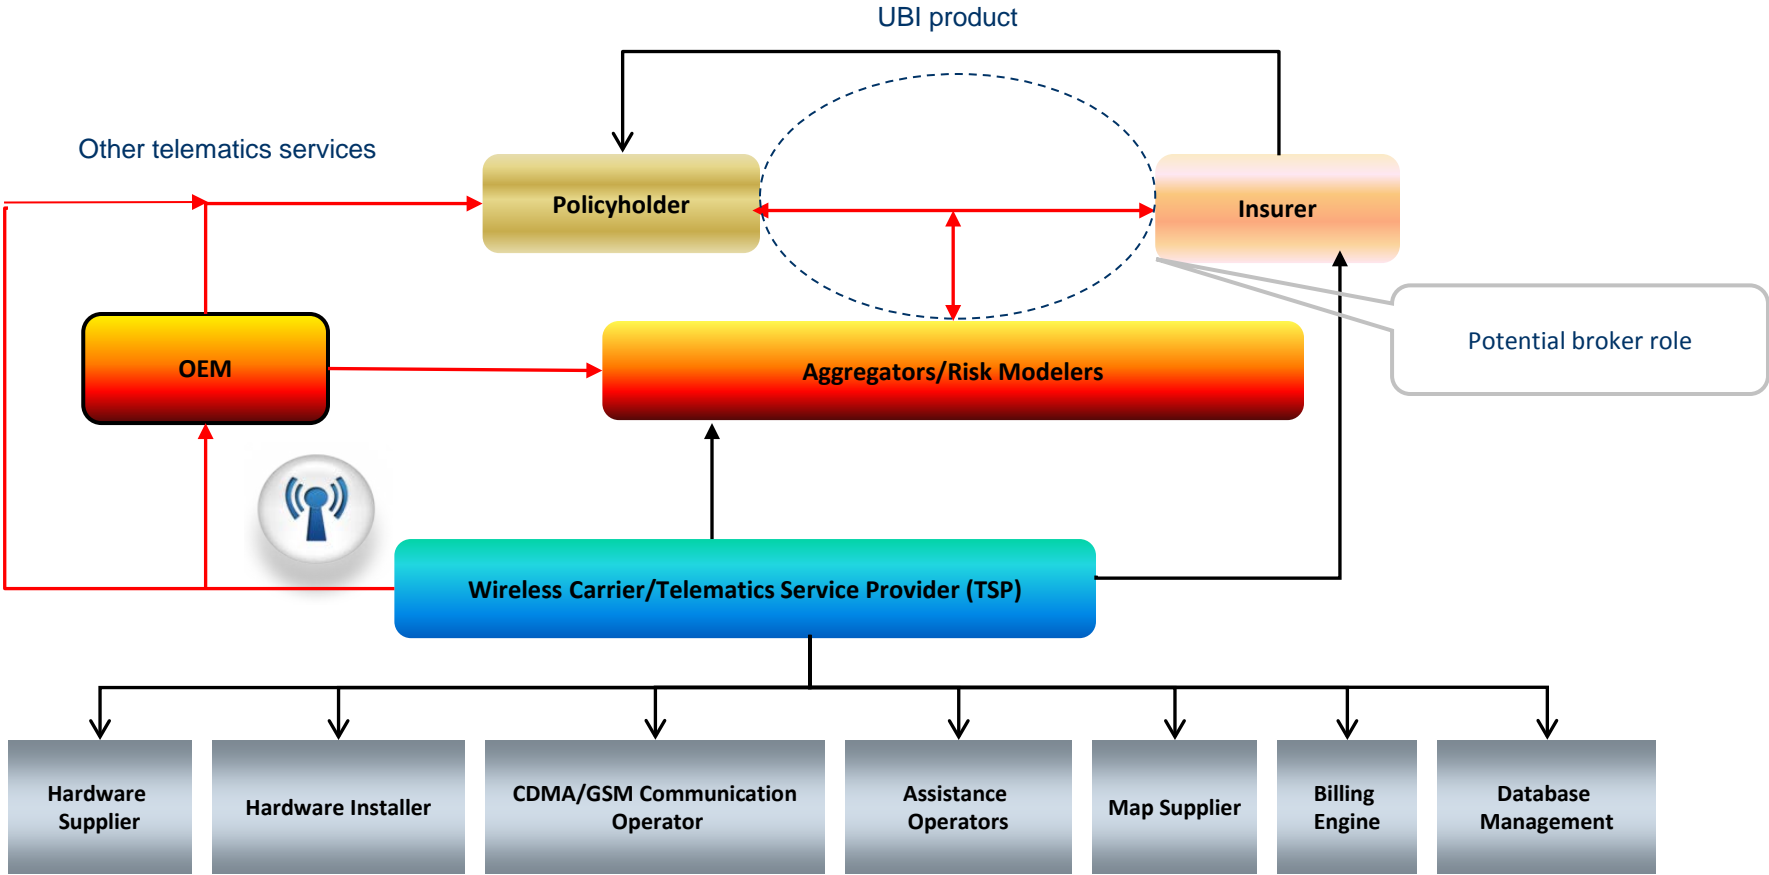 UBI product
Other telematics services
Policyholder
Insurer
Potential broker role
OEM
Aggregators/Risk Modelers
Wireless Carrier/Telematics Service Provider (TSP)
Hardware
Supplier
Hardware Installer
CDMA/GSM Communication
Operator
Assistance
Operators
Map Supplier
Billing
Engine
Database
Management